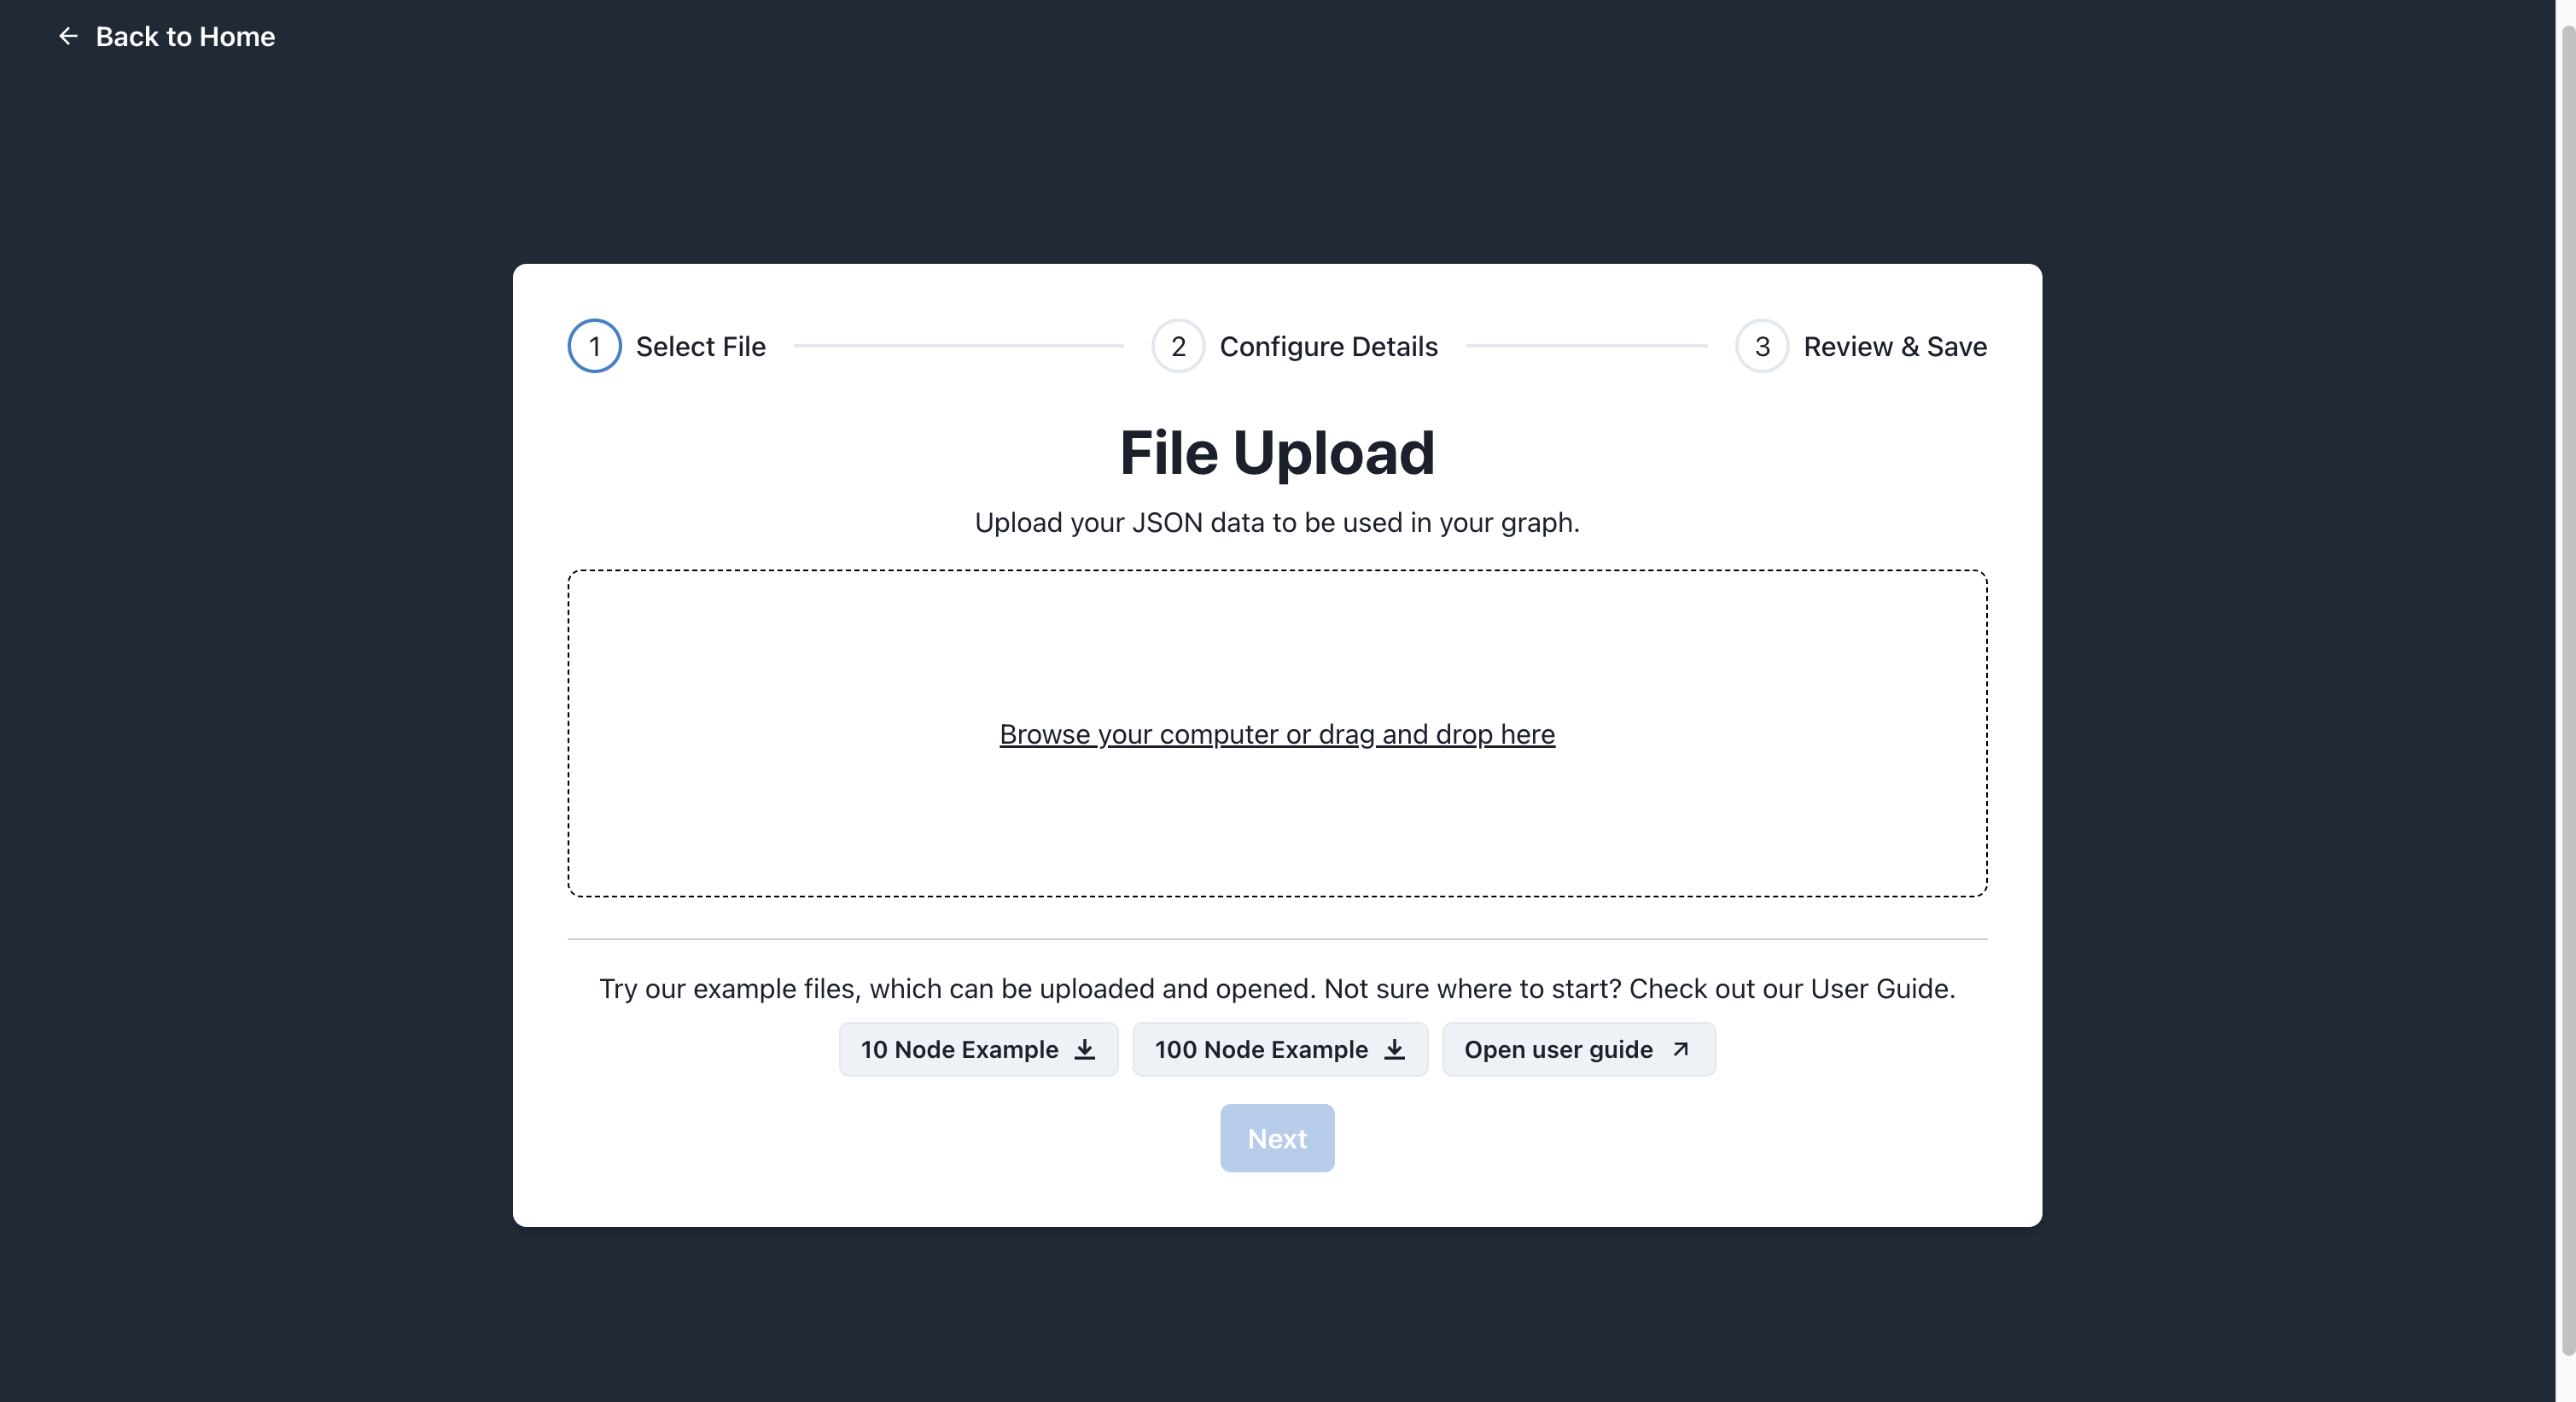 Back to Home
1 Select File 2 Configure Details 3 Review & Save
File Upload
Upload your JSON data to be used in your graph.
Browse your computer or drag and drop here
Try our example files, which can be uploaded and opened. Not sure where to start? Check out our User Guide.
10 Node Example 100 Node Example Open user guide
Next